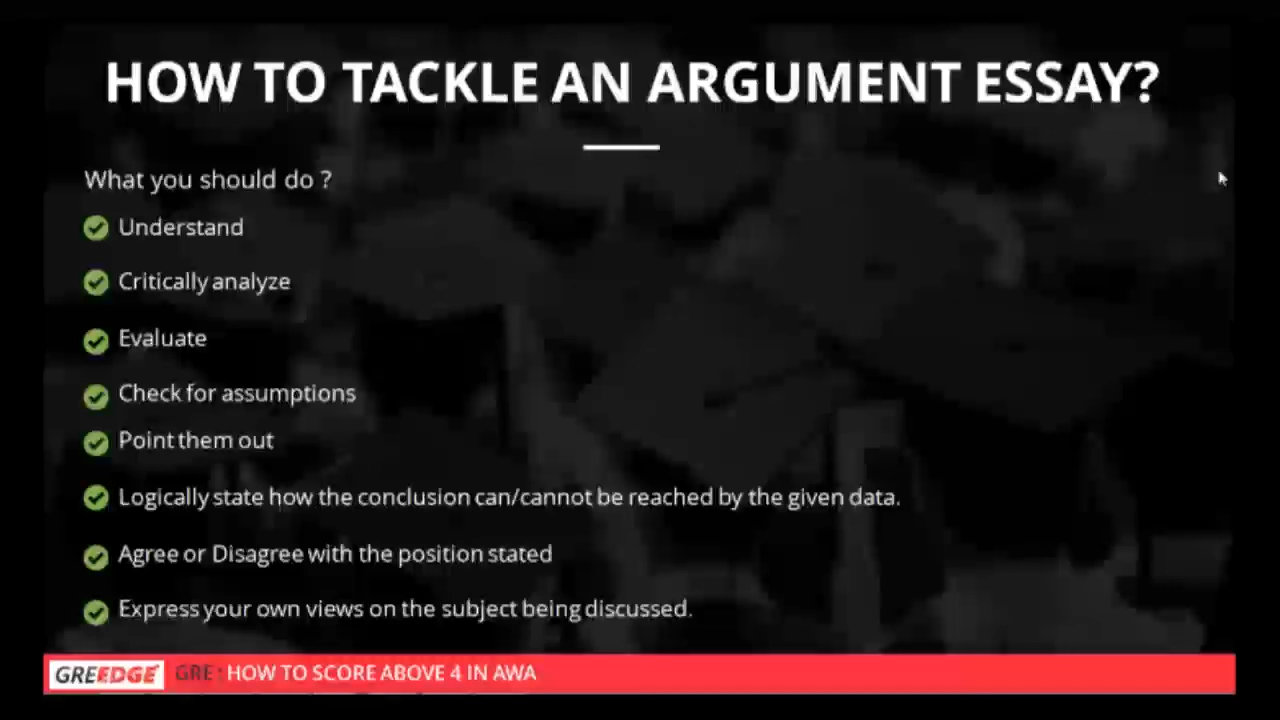 HOW TO TACKLE AN ARGUMENT ESSAY?
What you should do ?
Understand
Critically analyze
Evaluate
Check for assumptions
Point them out
Logically state how the conclusion can/cannot be reached by the given data.
Agree or Disagree with the position stated
Express your own views on the subject being discussed.
GREEDGE GRE : HOW TO SCORE ABOVE 4 IN AWA